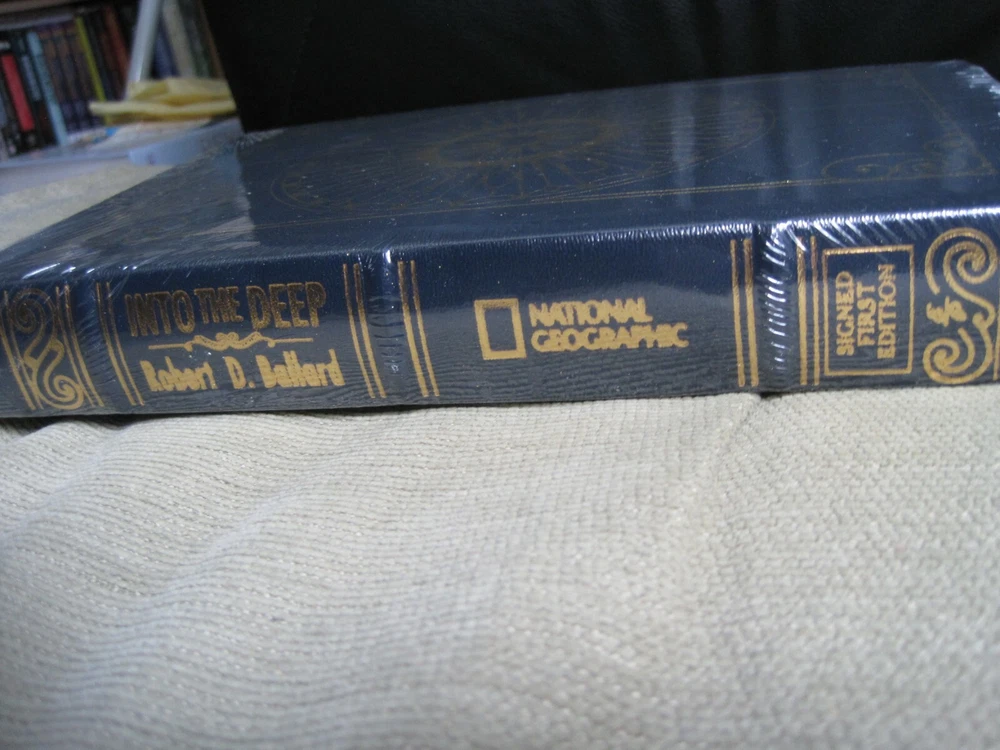 INTO THE DEEP
Robert D. Ballard
NATIONAL
GEOGRAPHIC
SIGNED
FIRST
EDITION